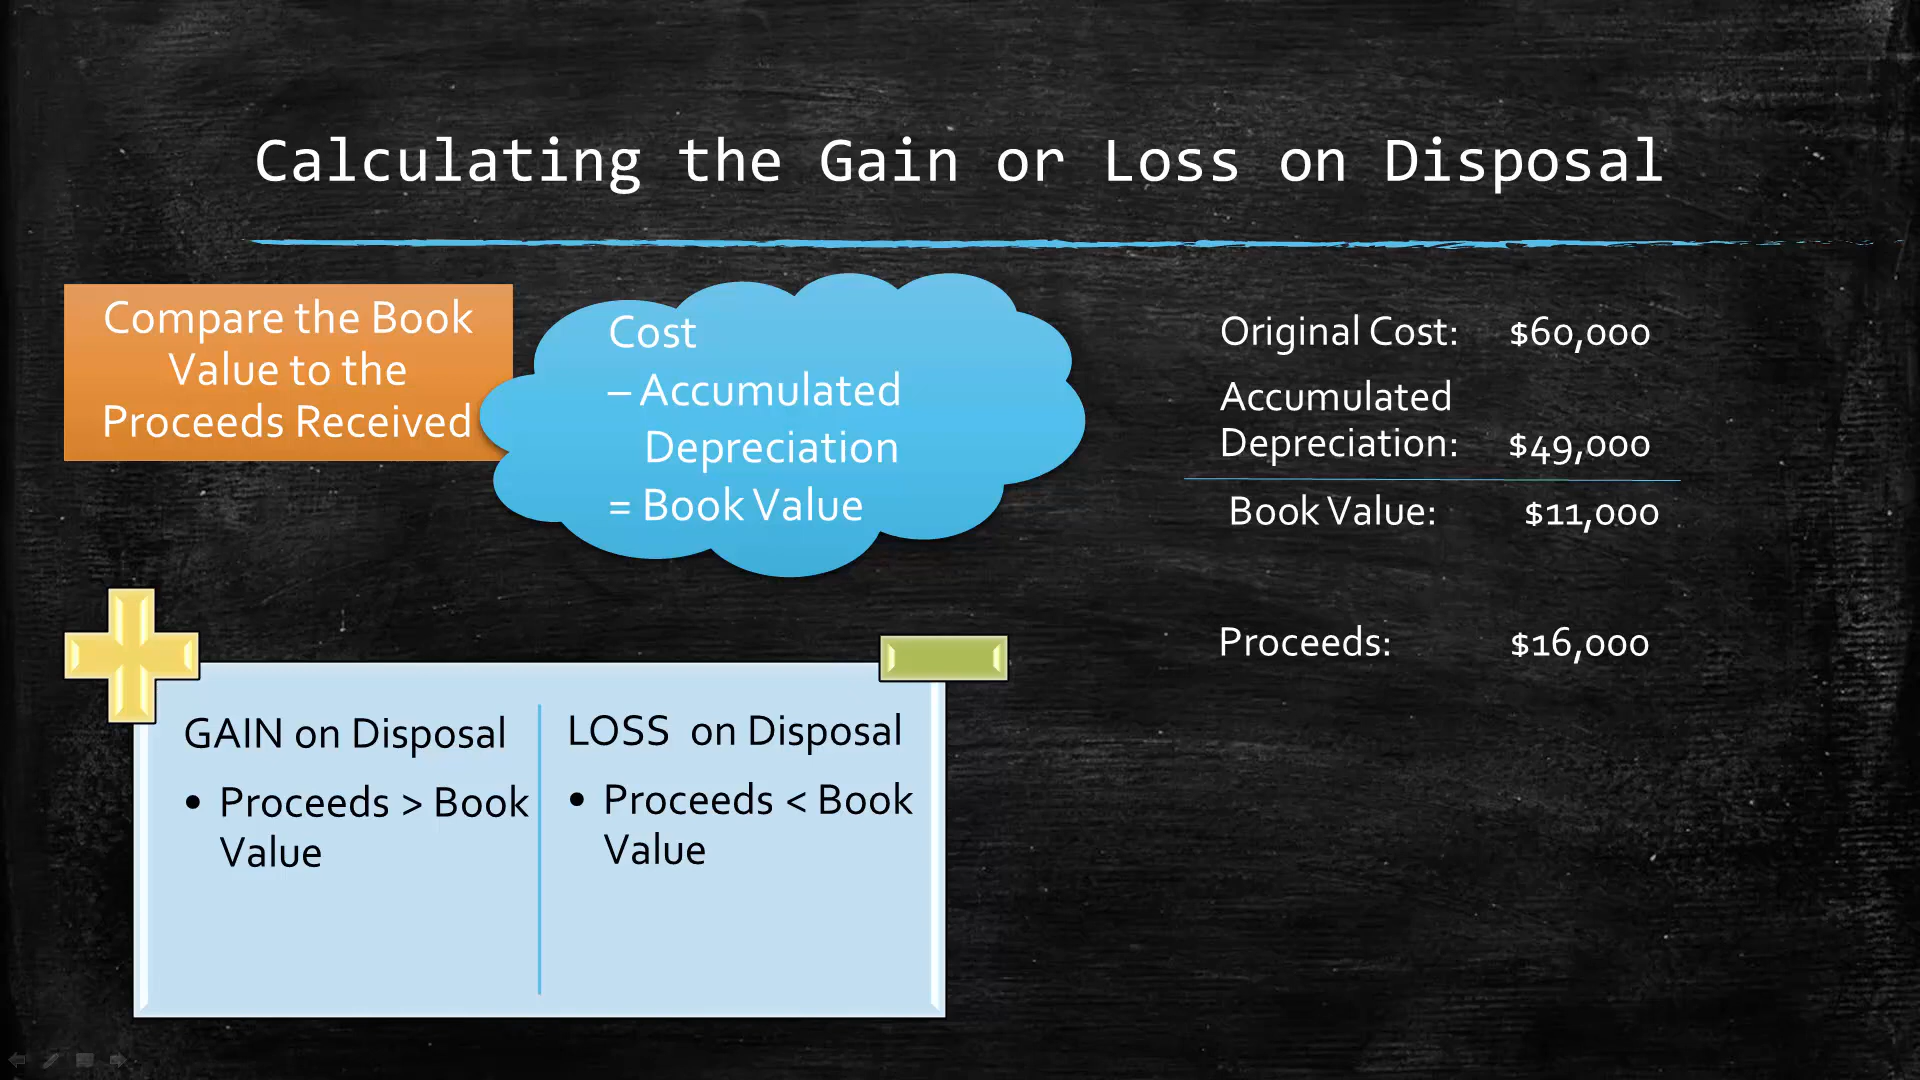 Calculating the Gain or Loss on Disposal
Compare the Book
Value to the
Proceeds Received
Cost
– Accumulated
Depreciation
= Book Value
Original Cost: $60,000
Accumulated
Depreciation: $49,000
Book Value: $11,000
Proceeds: $16,000
GAIN on Disposal
• Proceeds > Book
Value
LOSS on Disposal
• Proceeds < Book
Value